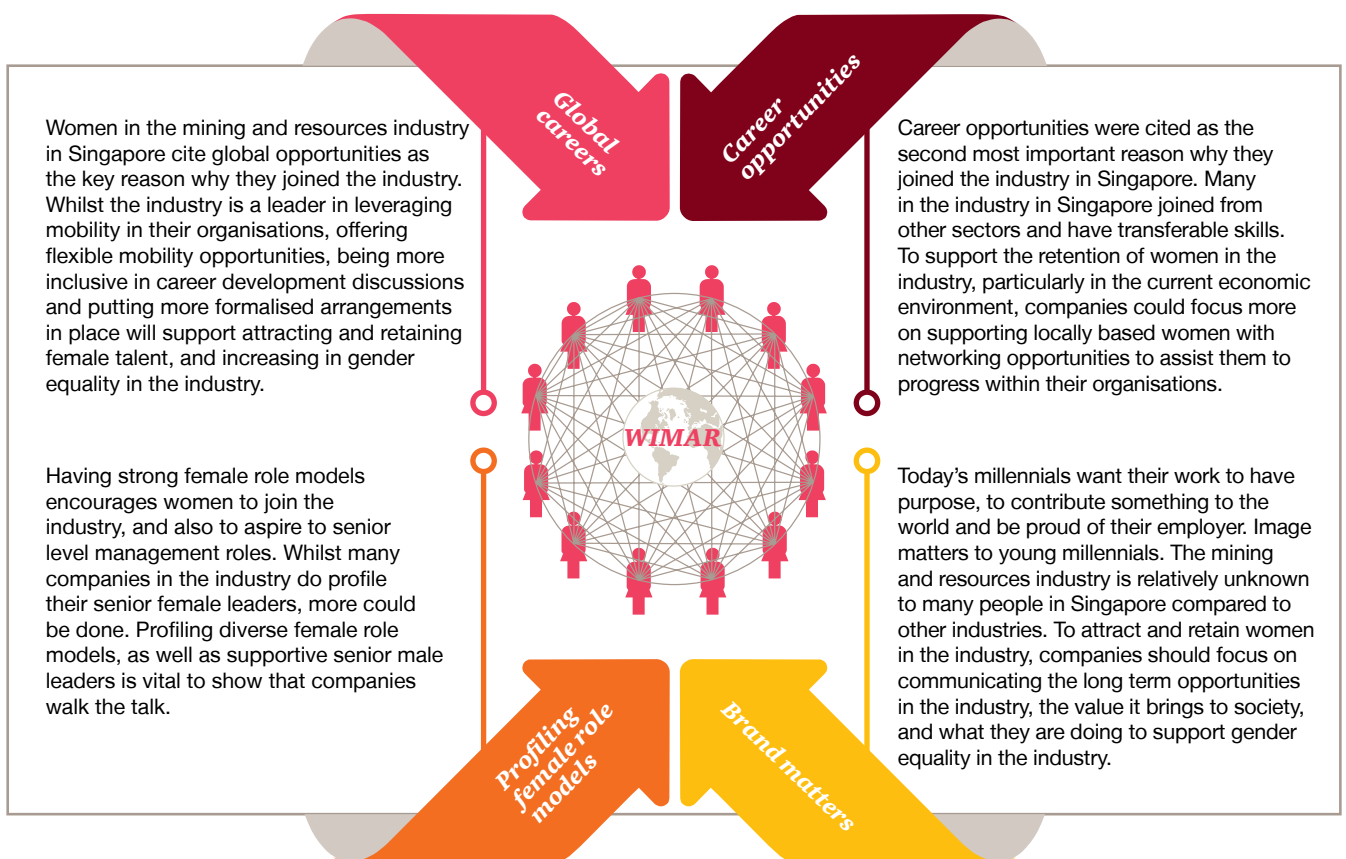 Global
careers
Career
opportunities
Women in the mining and resources industry
in Singapore cite global opportunities as
the key reason why they joined the industry.
Whilst the industry is a leader in leveraging
mobility in their organisations, offering
flexible mobility opportunities, being more
inclusive in career development discussions
and putting more formalised arrangements
in place will support attracting and retaining
female talent, and increasing in gender
equality in the industry.
Career opportunities were cited as the
second most important reason why they
joined the industry in Singapore. Many
in the industry in Singapore joined from
other sectors and have transferable skills.
To support the retention of women in the
industry, particularly in the current economic
environment, companies could focus more
on supporting locally based women with
networking opportunities to assist them to
progress within their organisations.
WIMAR
Having strong female role models
encourages women to join the
industry, and also to aspire to senior
level management roles. Whilst many
companies in the industry do profile
their senior female leaders, more could
be done. Profiling diverse female role
models, as well as supportive senior male
leaders is vital to show that companies
walk the talk.
Today's millennials want their work to have
purpose, to contribute something to the
world and be proud of their employer. Image
matters to young millennials. The mining
and resources industry is relatively unknown
to many people in Singapore compared to
other industries. To attract and retain women
in the industry, companies should focus on
communicating the long term opportunities
in the industry, the value it brings to society,
and what they are doing to support gender
equality in the industry.
Profiling
female role
models
Brand matters